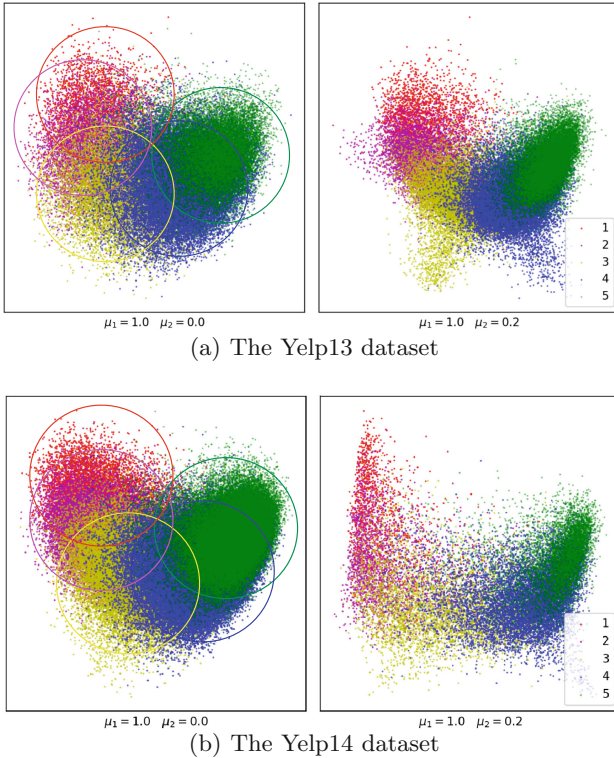 1
2
3
4
5
μ₁ = 1.0 μ₂ = 0.0
μ₁ = 1.0 μ₂ = 0.2
(a) The Yelp13 dataset
1
2
3
4
5
μ₁ = 1.0 μ₂ = 0.0
μ₁ = 1.0 μ₂ = 0.2
(b) The Yelp14 dataset